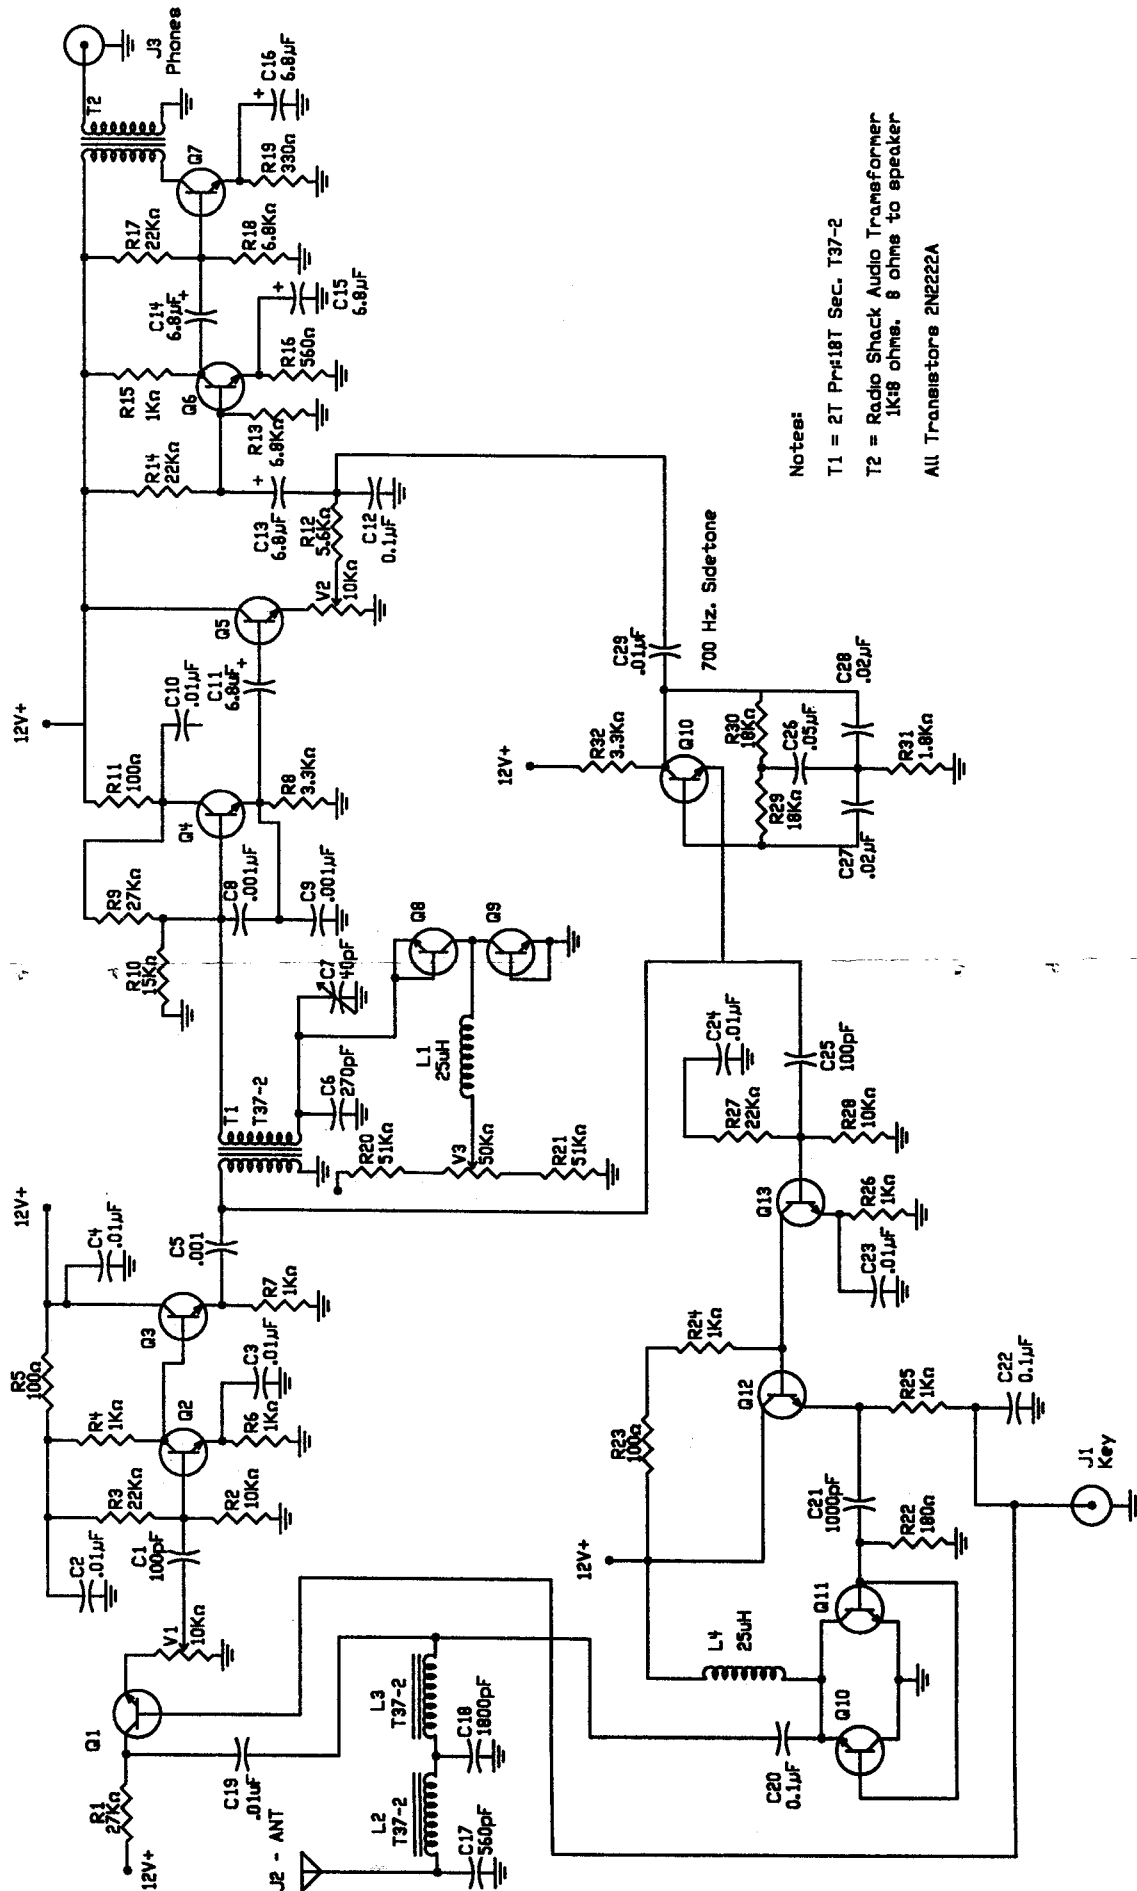 12V+
R1
27KΩ
Q1
C19
.01uF
J2 - ANT
V1
10KΩ
C2
.01µF
C1
100pF
R3
22KΩ
R2
10KΩ
R4
1KΩ
Q2
R6
1KΩ
C3
.01µF
R5
100Ω
Q3
C4
.01µF
12V+
R7
1KΩ
C5
.001
T1
T37-2
C6
270pF
C7
40pF
R20
51KΩ
V3
50KΩ
R21
51KΩ
L1
25uH
Q8
Q9
R10
15KΩ
R9
27KΩ
C8
.001µF
C9
.001µF
Q4
R11
100Ω
R8
3.3KΩ
C10
.01µF
12V+
C11
6.8uF
+
Q5
V2
10KΩ
R12
5.6KΩ
C12
0.1µF
C13
6.8µF
+
R14
22KΩ
R13
6.8KΩ
Q6
R15
1KΩ
R16
560Ω
C14
6.8µF
+
C15
6.8µF
+
R17
22KΩ
R18
6.8KΩ
Q7
R19
330Ω
C16
6.8µF
+
T2
J3
Phones
L2
T37-2
L3
T37-2
C17
560pF
C18
1800pF
C20
0.1µF
Q10
Q11
L4
25uH
12V+
R23
100Ω
C21
1000pF
R22
180Ω
Q12
R24
1KΩ
R25
1KΩ
C22
0.1µF
J1
Key
C23
.01µF
R26
1KΩ
Q13
R27
22KΩ
R28
10KΩ
C24
.01µF
C25
100pF
12V+
R32
3.3KΩ
Q10
C29
.01µF
700 Hz. Sidetone
R30
18KΩ
R29
18KΩ
C26
.05µF
C27
.02µF
C28
.02µF
R31
1.8KΩ
Notes:
T1 = 2T Pri:18T Sec. T37-2
T2 = Radio Shack Audio Transformer
1K:8 ohms. 8 ohms to speaker
All Transistors 2N2222A